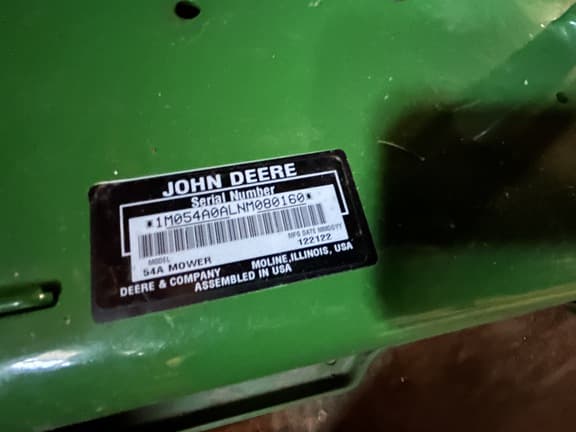 JOHN DEERE
Serial Number
*1M054A0ALNM080160*
MODEL MFG DATE MMDDYY
54A MOWER 122122
DEERE & COMPANY MOLINE, ILLINOIS, USA
ASSEMBLED IN USA